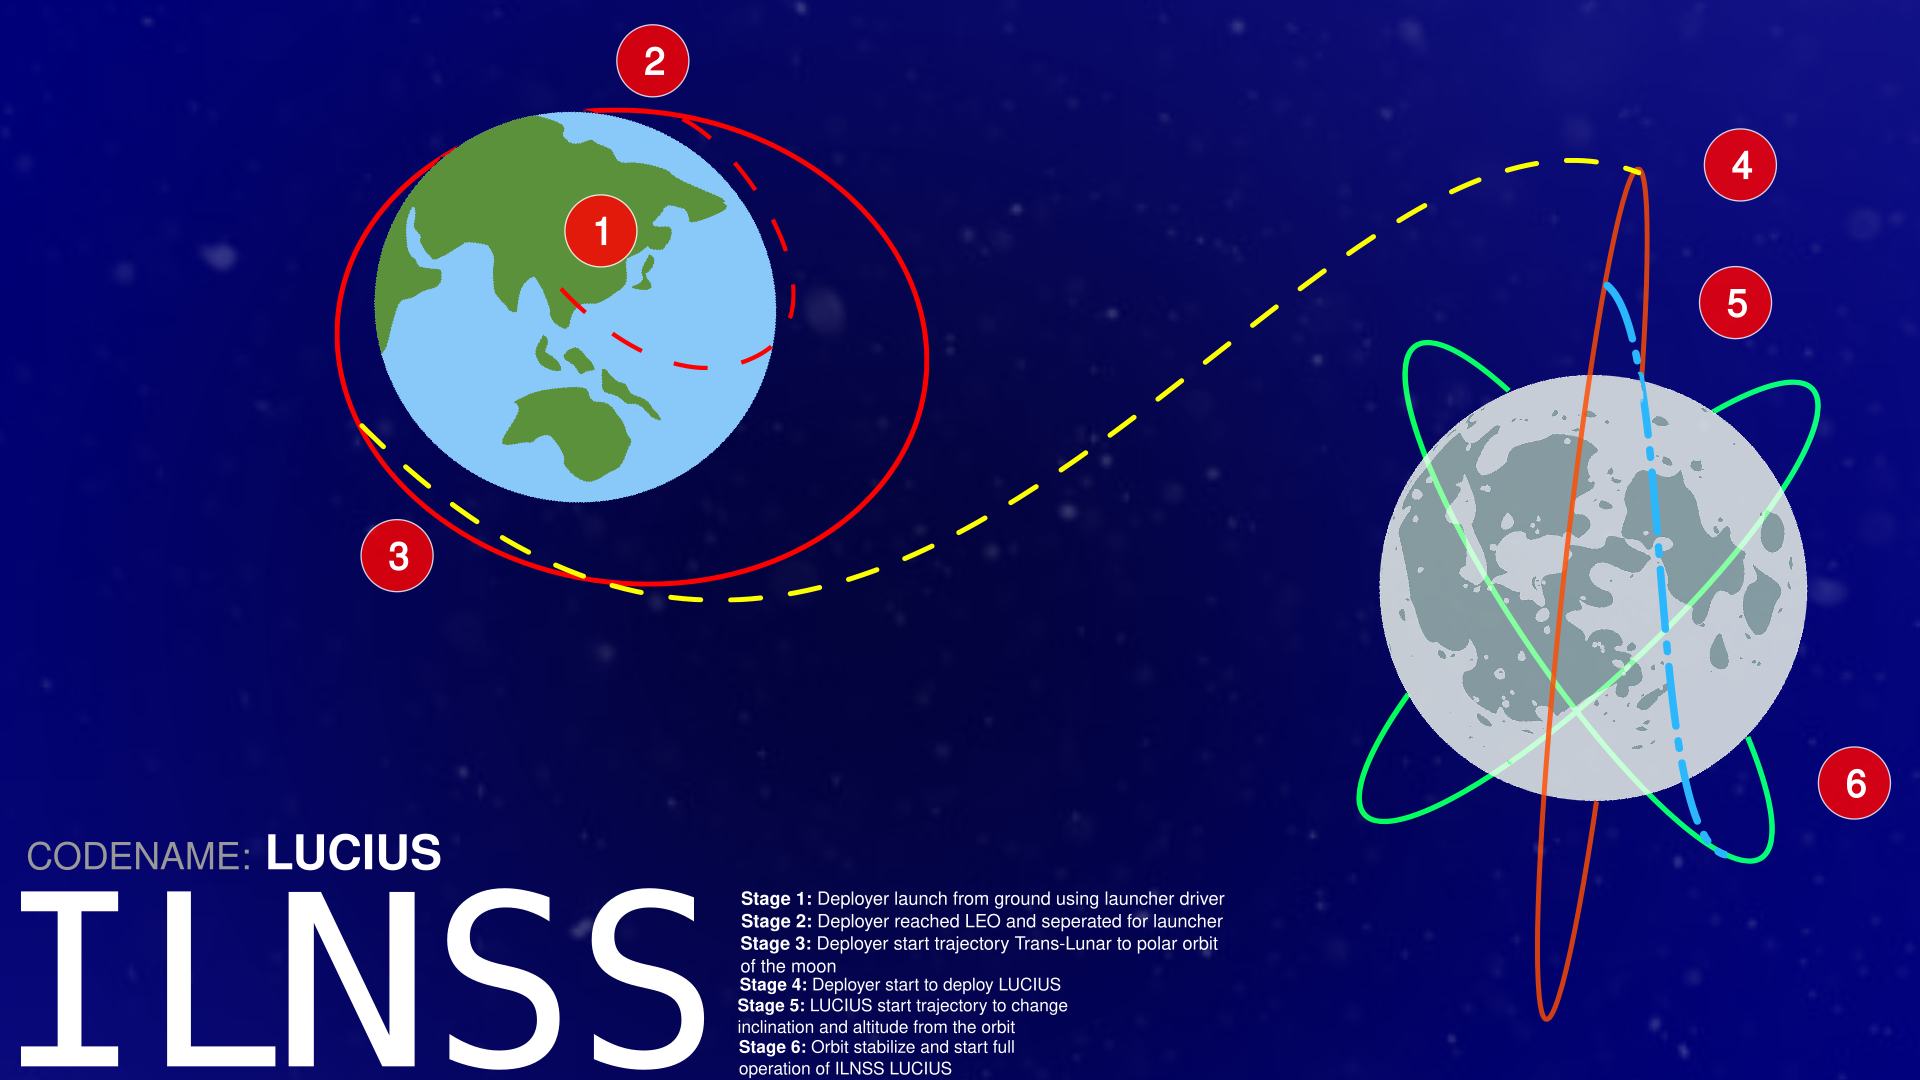 2
1
4
5
3
6
CODENAME: LUCIUS
ILNSS
Stage 1: Deployer launch from ground using launcher driver
Stage 2: Deployer reached LEO and seperated for launcher
Stage 3: Deployer start trajectory Trans-Lunar to polar orbit
of the moon
Stage 4: Deployer start to deploy LUCIUS
Stage 5: LUCIUS start trajectory to change
inclination and altitude from the orbit
Stage 6: Orbit stabilize and start full
operation of ILNSS LUCIUS